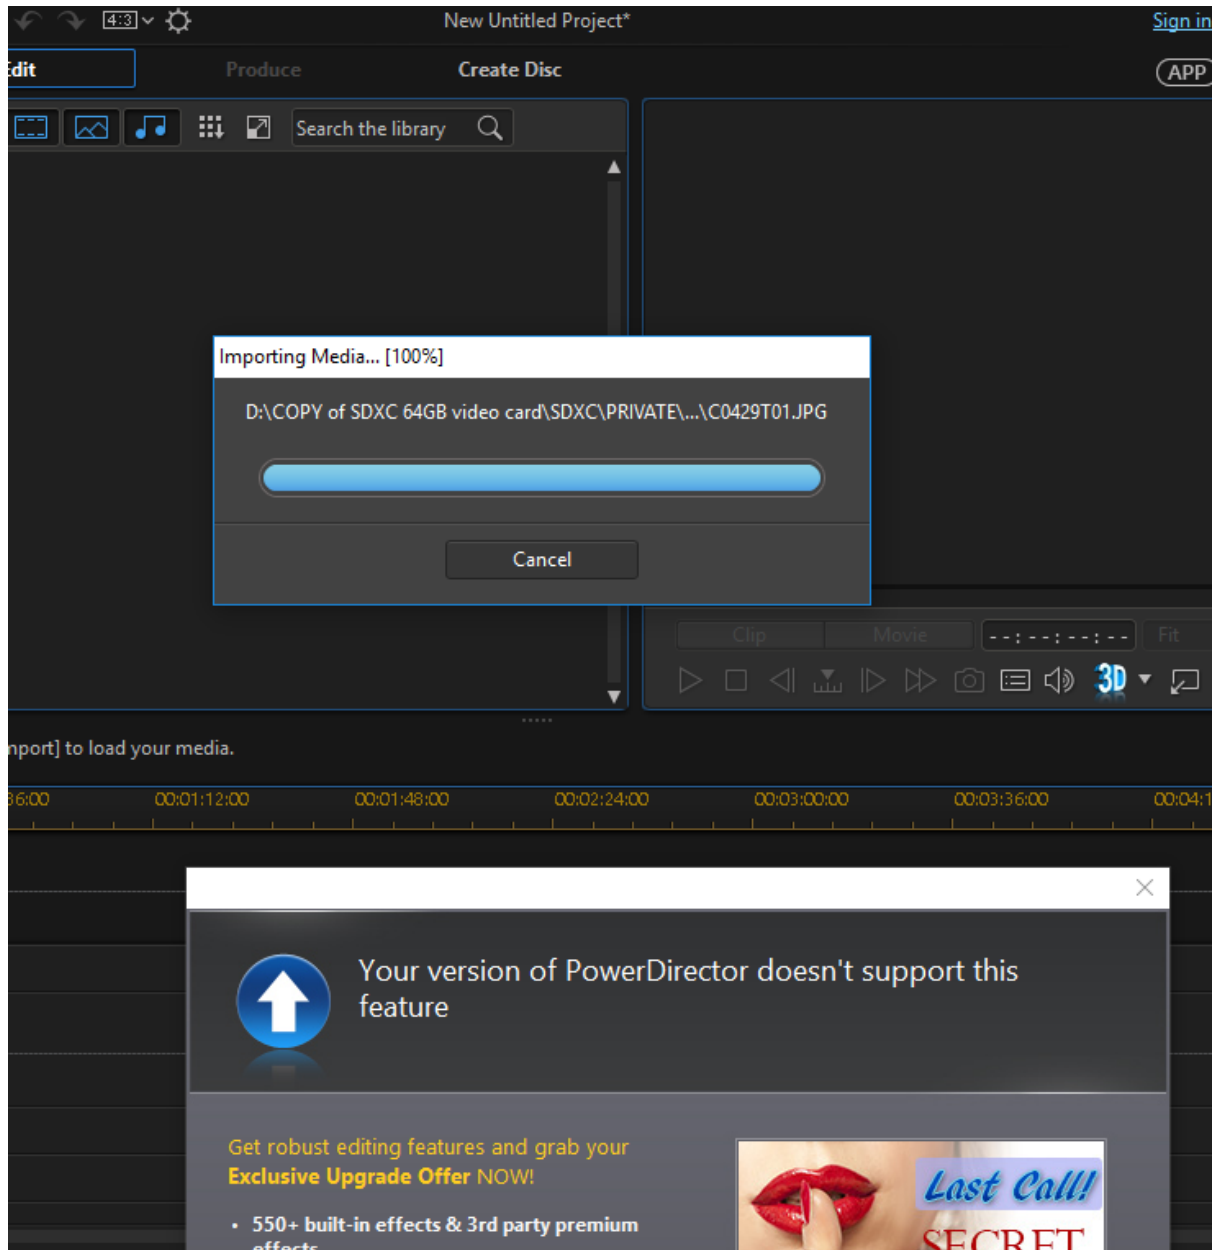 4:3
New Untitled Project*
Sign in
Edit
Produce
Create Disc
APP
Search the library
Importing Media... [100%]
D:\COPY of SDXC 64GB video card\SDXC\PRIVATE\...\C0429T01.JPG
Cancel
Clip
Movie
--:--:--:--
Fit
3D
mport] to load your media.
36:00
00:01:12:00
00:01:48:00
00:02:24:00
00:03:00:00
00:03:36:00
00:04:1
Your version of PowerDirector doesn't support this
feature
Get robust editing features and grab your
Exclusive Upgrade Offer NOW!
• 550+ built-in effects & 3rd party premium
effects
Last Call!
SECRET